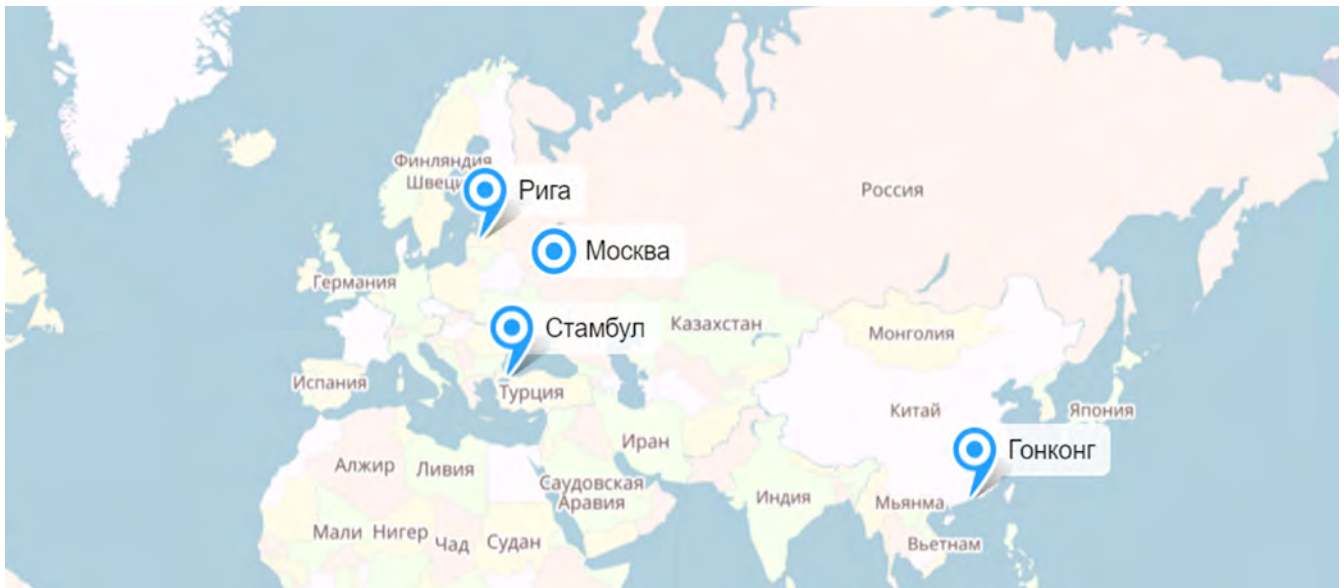 Финляндия
Швеци
Рига
Россия
Москва
Германия
Стамбул
Казахстан
Монголия
Испания
Турция
Китай
Япония
Иран
Гонконг
Алжир
Ливия
Саудовская
Аравия
Индия
Мьянма
Мали
Нигер
Чад
Судан
Вьетнам